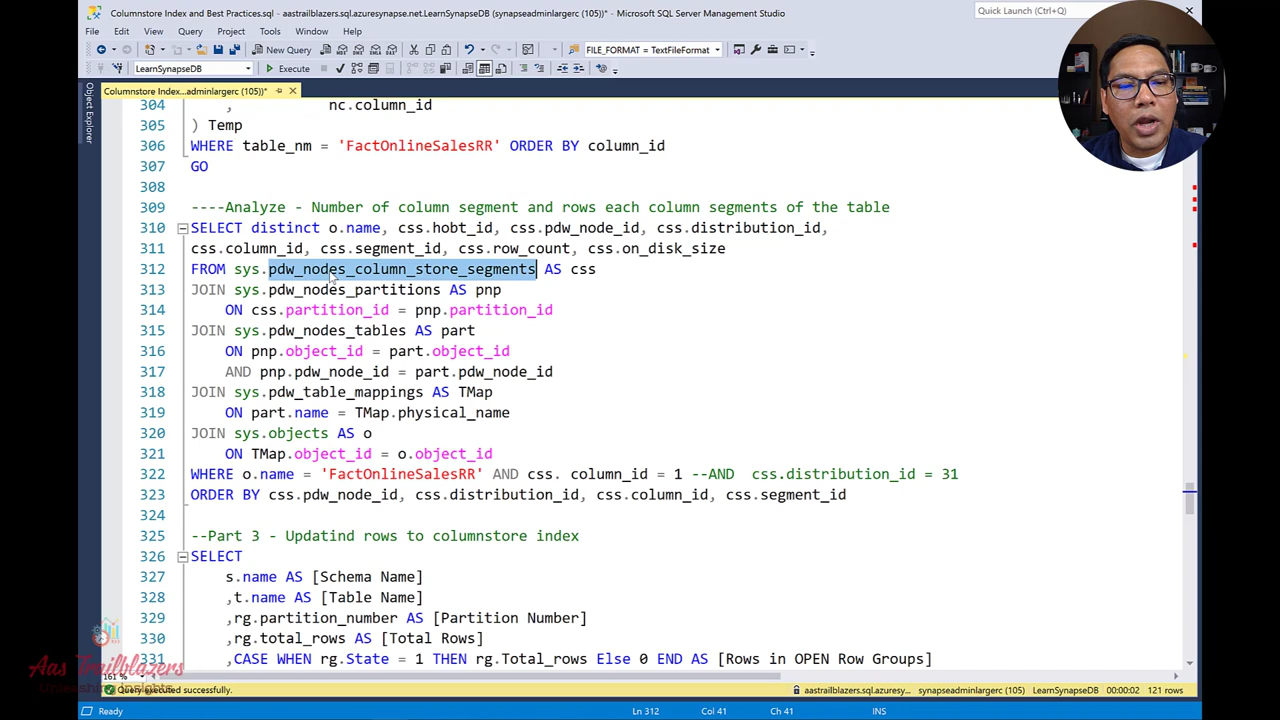 Columnstore Index and Best Practices.sql - aastrailblazers.sql.azuresynapse.net.LearnSynapseDB (synapseadminlargerc (105))* - Microsoft SQL Server Management Studio
Quick Launch (Ctrl+Q)
File Edit View Query Project Tools Window Help
New Query
FILE_FORMAT = TextFileFormat
LearnSynapseDB
Execute
Columnstore Index...adminlargerc (105))*
Object Explorer
304 , nc.column_id
305 ) Temp
306 WHERE table_nm = 'FactOnlineSalesRR' ORDER BY column_id
307 GO
308
309 ----Analyze - Number of column segment and rows each column segments of the table
310 SELECT distinct o.name, css.hobt_id, css.pdw_node_id, css.distribution_id,
311 css.column_id, css.segment_id, css.row_count, css.on_disk_size
312 FROM sys.pdw_nodes_column_store_segments AS css
313 JOIN sys.pdw_nodes_partitions AS pnp
314 ON css.partition_id = pnp.partition_id
315 JOIN sys.pdw_nodes_tables AS part
316 ON pnp.object_id = part.object_id
317 AND pnp.pdw_node_id = part.pdw_node_id
318 JOIN sys.pdw_table_mappings AS TMap
319 ON part.name = TMap.physical_name
320 JOIN sys.objects AS o
321 ON TMap.object_id = o.object_id
322 WHERE o.name = 'FactOnlineSalesRR' AND css. column_id = 1 --AND css.distribution_id = 31
323 ORDER BY css.pdw_node_id, css.distribution_id, css.column_id, css.segment_id
324
325 --Part 3 - Updatind rows to columnstore index
326 SELECT
327 s.name AS [Schema Name]
328 ,t.name AS [Table Name]
329 ,rg.partition_number AS [Partition Number]
330 ,rg.total_rows AS [Total Rows]
331 ,CASE WHEN rg.State = 1 THEN rg.Total_rows Else 0 END AS [Rows in OPEN Row Groups]
Aas Trailblazers
Unleashing Insights
161 %
Query executed successfully.
aastrailblazers.sql.azuresy... synapseadminlargerc (105) LearnSynapseDB 00:00:02 121 rows
Ready Ln 312 Col 41 Ch 41 INS